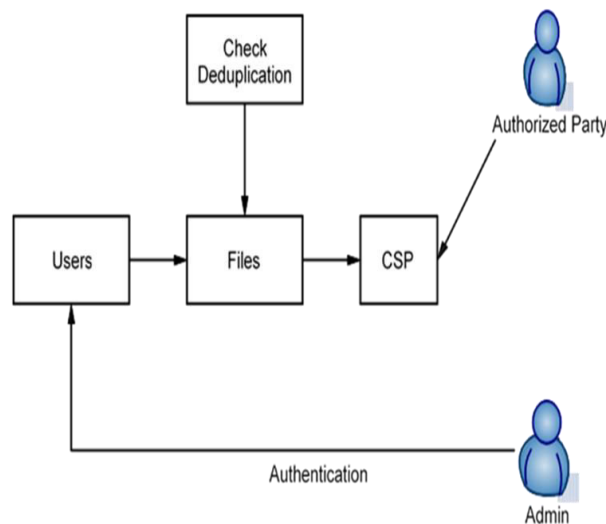 Check
Deduplication
Authorized Party
Users
Files
CSP
Authentication
Admin